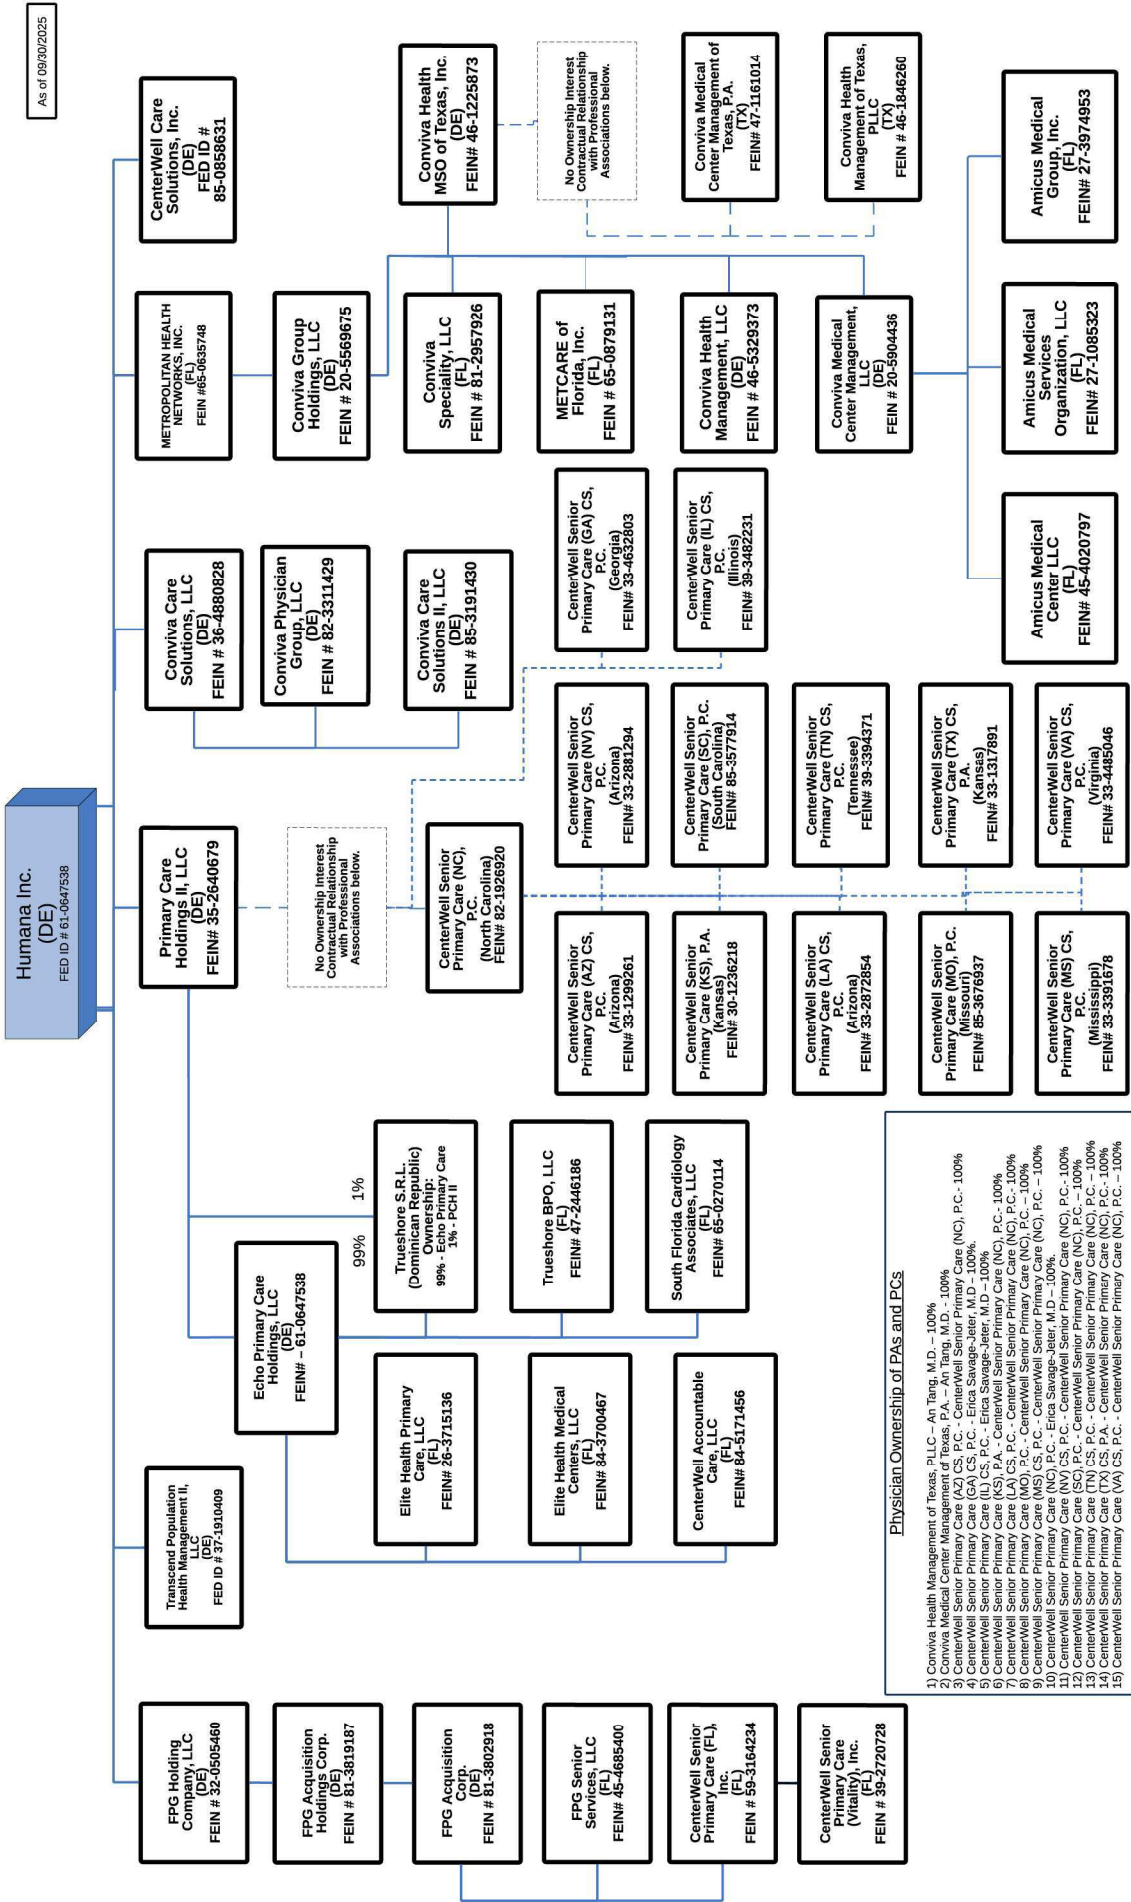 As of 09/30/2025
Humana Inc.
(DE)
FED ID # 61-0647538
FPG Holding
Company, LLC
(DE)
FEIN # 32-0505460
FPG Acquisition
Holdings Corp.
(DE)
FEIN # 81-3819187
FPG Acquisition
Corp.
(DE)
FEIN # 81-3802918
FPG Senior
Services, LLC
(FL)
FEIN# 45-4685400
CenterWell Senior
Primary Care (FL),
Inc.
(FL)
FEIN # 59-3164234
CenterWell Senior
Primary Care
(Vitality), Inc.
(FL)
FEIN # 39-2720728
Transcend Population
Health Management II,
LLC
(DE)
FED ID # 37-1910409
Primary Care
Holdings II, LLC
(DE)
FEIN# 35-2640679
Echo Primary Care
Holdings, LLC
(DE)
FEIN# – 61-0647538
99%
1%
Elite Health Primary
Care, LLC
(FL)
FEIN# 26-3715136
Elite Health Medical
Centers, LLC
(FL)
FEIN# 84-3700467
CenterWell Accountable
Care, LLC
(FL)
FEIN# 84-5171456
Trueshore S.R.L.
(Dominican Republic)
Ownership:
99% - Echo Primary Care
1% - PCH II
Trueshore BPO, LLC
(FL)
FEIN# 47-2446186
South Florida Cardiology
Associates, LLC
(FL)
FEIN# 65-0270114
No Ownership Interest
Contractual Relationship
with Professional
Associations below.
CenterWell Senior
Primary Care (NC),
P.C.
(North Carolina)
FEIN# 82-1926920
CenterWell Senior
Primary Care (AZ) CS,
P.C.
(Arizona)
FEIN# 33-1299261
CenterWell Senior
Primary Care (KS), P.A.
(Kansas)
FEIN# 30-1236218
CenterWell Senior
Primary Care (LA) CS,
P.C.
(Arizona)
FEIN# 33-2872854
CenterWell Senior
Primary Care (MO), P.C.
(Missouri)
FEIN# 85-3676937
CenterWell Senior
Primary Care (MS) CS,
P.C.
(Mississippi)
FEIN# 33-3391678
CenterWell Senior
Primary Care (NV) CS,
P.C.
(Arizona)
FEIN# 33-2881294
CenterWell Senior
Primary Care (SC), P.C.
(South Carolina)
FEIN# 85-3577914
CenterWell Senior
Primary Care (TN) CS,
P.C.
(Tennessee)
FEIN# 39-3394371
CenterWell Senior
Primary Care (TX) CS,
P.A.
(Kansas)
FEIN# 33-1317891
CenterWell Senior
Primary Care (VA) CS,
P.C.
(Virginia)
FEIN# 33-4485046
CenterWell Senior
Primary Care (GA) CS,
P.C.
(Georgia)
FEIN# 33-4632803
CenterWell Senior
Primary Care (IL) CS,
P.C.
(Illinois)
FEIN# 39-3482231
Conviva Care
Solutions, LLC
(DE)
FEIN # 36-4880828
Conviva Physician
Group, LLC
(DE)
FEIN # 82-3311429
Conviva Care
Solutions II, LLC
(DE)
FEIN# 85-3191430
METROPOLITAN HEALTH
NETWORKS, INC.
(FL)
FEIN #65-0635748
Conviva Group
Holdings, LLC
(DE)
FEIN # 20-5569675
Conviva
Speciality, LLC
(FL)
FEIN # 81-2957926
METCARE of
Florida, Inc.
(FL)
FEIN # 65-0879131
Conviva Health
Management, LLC
(DE)
FEIN # 46-5329373
Conviva Medical
Center Management,
LLC
(DE)
FEIN # 20-5904436
CenterWell Care
Solutions, Inc.
(DE)
FED ID #
85-0858631
Conviva Health
MSO of Texas, Inc.
(DE)
FEIN# 46-1225873
No Ownership Interest
Contractual Relationship
with Professional
Associations below.
Conviva Medical
Center Management of
Texas, P.A.
(TX)
FEIN# 47-1161014
Conviva Health
Management of Texas,
PLLC
(TX)
FEIN # 46-1846260
Amicus Medical
Center LLC
(FL)
FEIN# 45-4020797
Amicus Medical
Services
Organization, LLC
(FL)
FEIN# 27-1085323
Amicus Medical
Group, Inc.
(FL)
FEIN# 27-3974953
Physician Ownership of PAs and PCs
1) Conviva Health Management of Texas, PLLC – An Tang, M.D. – 100%
2) Conviva Medical Center Management of Texas, P.A. – An Tang, M.D. - 100%
3) CenterWell Senior Primary Care (AZ) CS, P.C. - CenterWell Senior Primary Care (NC), P.C.- 100%
4) CenterWell Senior Primary Care (GA) CS, P.C. - Erica Savage-Jeter, M.D – 100%.
5) CenterWell Senior Primary Care (IL) CS, P.C. - Erica Savage-Jeter, M.D – 100%
6) CenterWell Senior Primary Care (KS), P.A. - CenterWell Senior Primary Care (NC), P.C.- 100%
7) CenterWell Senior Primary Care (LA) CS, P.C. - CenterWell Senior Primary Care (NC), P.C.- 100%
8) CenterWell Senior Primary Care (MO), P.C. - CenterWell Senior Primary Care (NC), P.C. – 100%
9) CenterWell Senior Primary Care (MS) CS, P.C. - CenterWell Senior Primary Care (NC), P.C. – 100%
10) CenterWell Senior Primary Care (NC), P.C. - Erica Savage-Jeter, M.D – 100%.
11) CenterWell Senior Primary Care (NV) CS, P.C. - CenterWell Senior Primary Care (NC), P.C.- 100%
12) CenterWell Senior Primary Care (SC), P.C. - CenterWell Senior Primary Care (NC), P.C. – 100%
13) CenterWell Senior Primary Care (TN) CS, P.C. - CenterWell Senior Primary Care (NC), P.C. – 100%
14) CenterWell Senior Primary Care (TX) CS, P.A. - CenterWell Senior Primary Care (NC), P.C.- 100%
15) CenterWell Senior Primary Care (VA) CS, P.C. - CenterWell Senior Primary Care (NC), P.C. – 100%